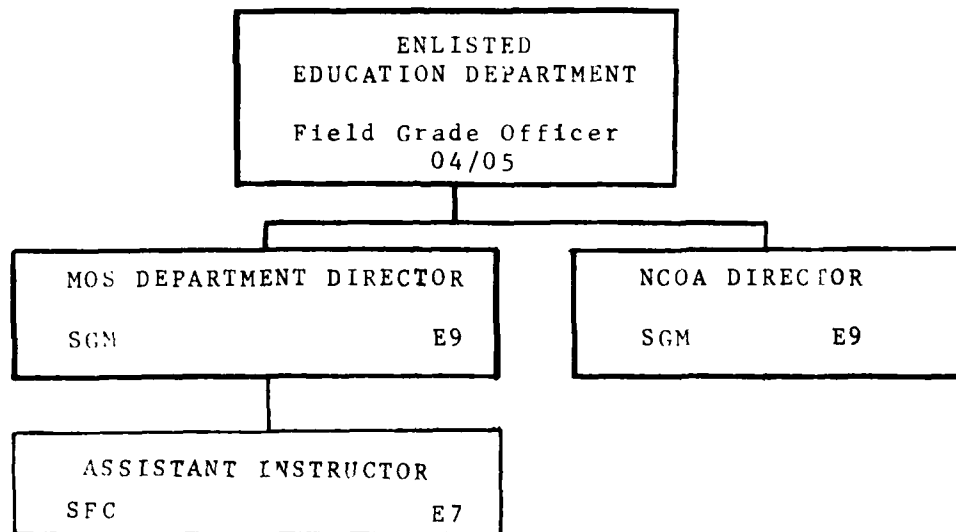 ENLISTED
EDUCATION DEPARTMENT
Field Grade Officer
04/05
MOS DEPARTMENT DIRECTOR
SGM E9
NCOA DIRECTOR
SGM E9
ASSISTANT INSTRUCTOR
SFC E7